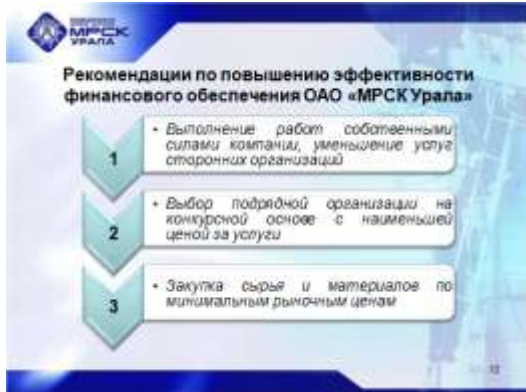 МРСК
УРАЛА
Рекомендации по повышению эффективности
финансового обеспечения ОАО «МРСК Урала»
1
• Выполнение работ собственными
силами компании, уменьшение услуг
сторонних организаций
2
• Выбор подрядной организации на
конкурсной основе с наименьшей
ценой за услуги
3
• Закупка сырья и материалов по
минимальным рыночным ценам